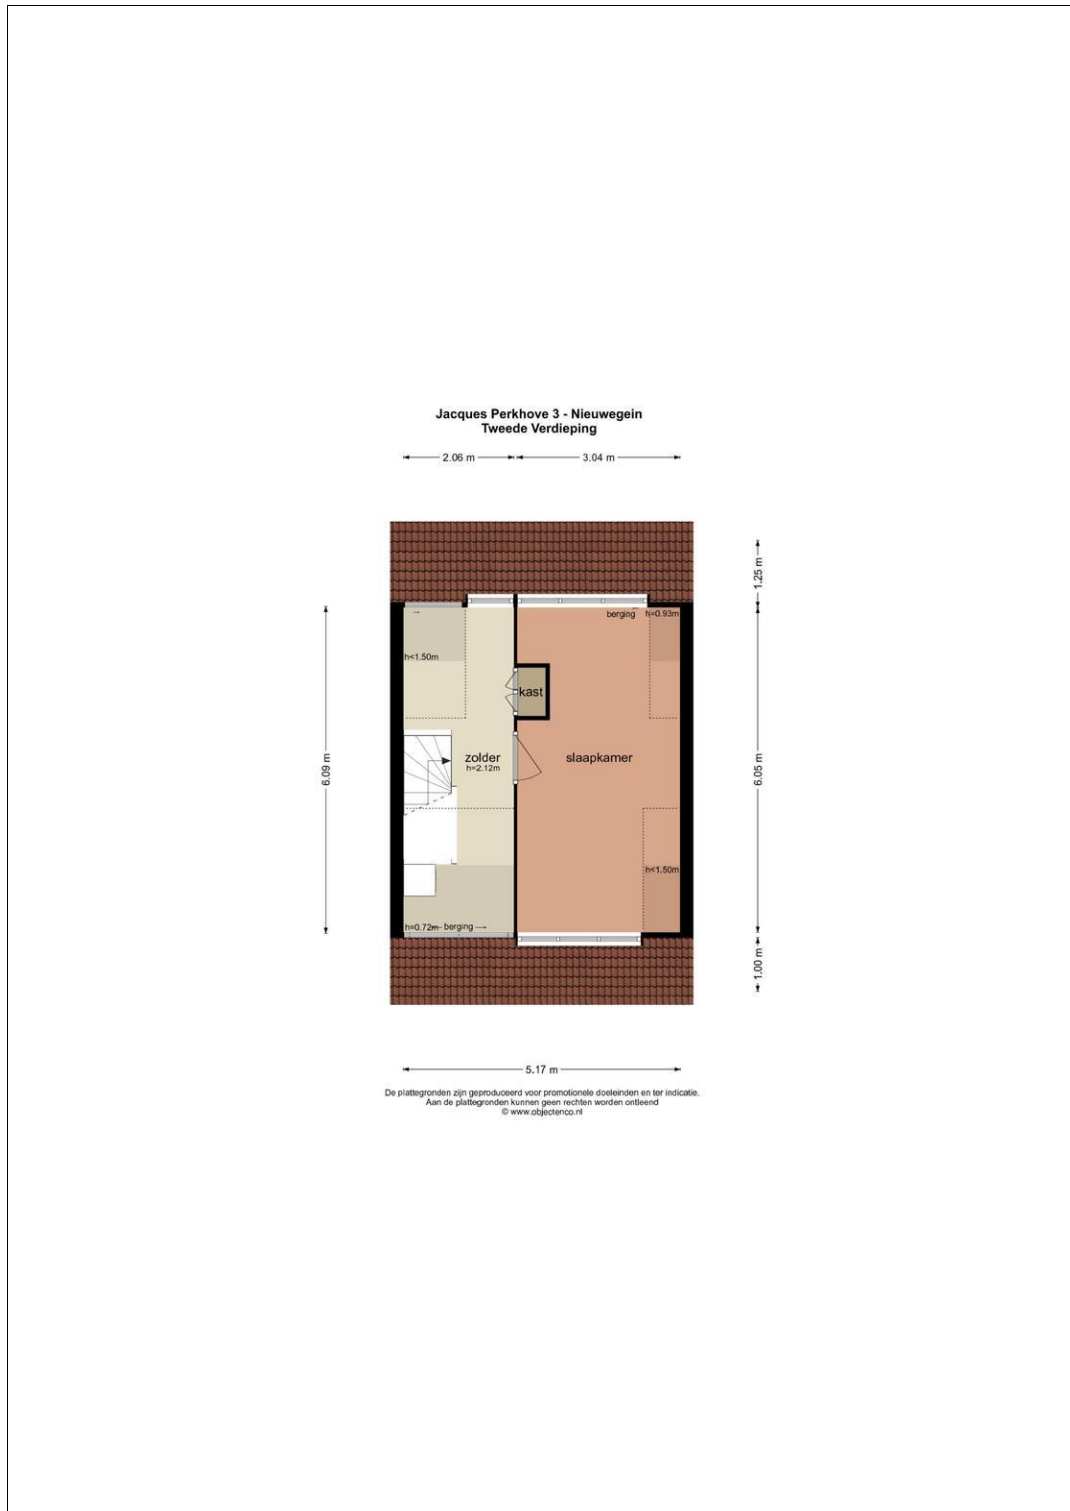 Jacques Perkhove 3 - Nieuwegein
Tweede Verdieping
2.06 m
3.04 m
1.25 m
berging
h=0.93m
h<1.50m
kast
zolder
h=2.12m
slaapkamer
6.09 m
6.05 m
h<1.50m
h=0.72m
berging
1.00 m
5.17 m
De plattegronden zijn geproduceerd voor promotionele doeleinden en ter indicatie.
Aan de plattegronden kunnen geen rechten worden ontleend
© www.objectenco.nl